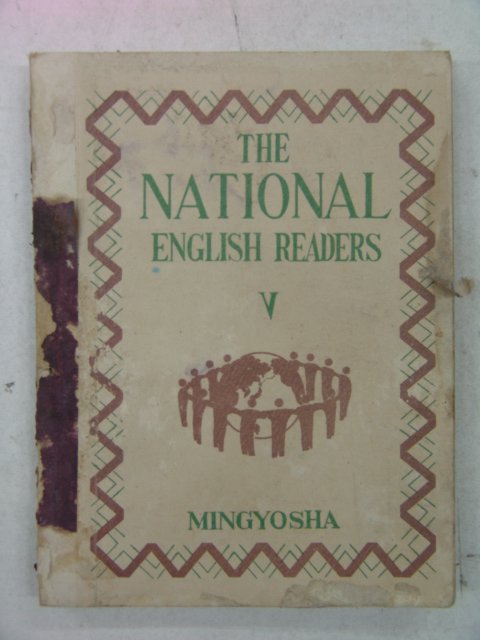 THE
NATIONAL
ENGLISH READERS
V
MINGYOSHA